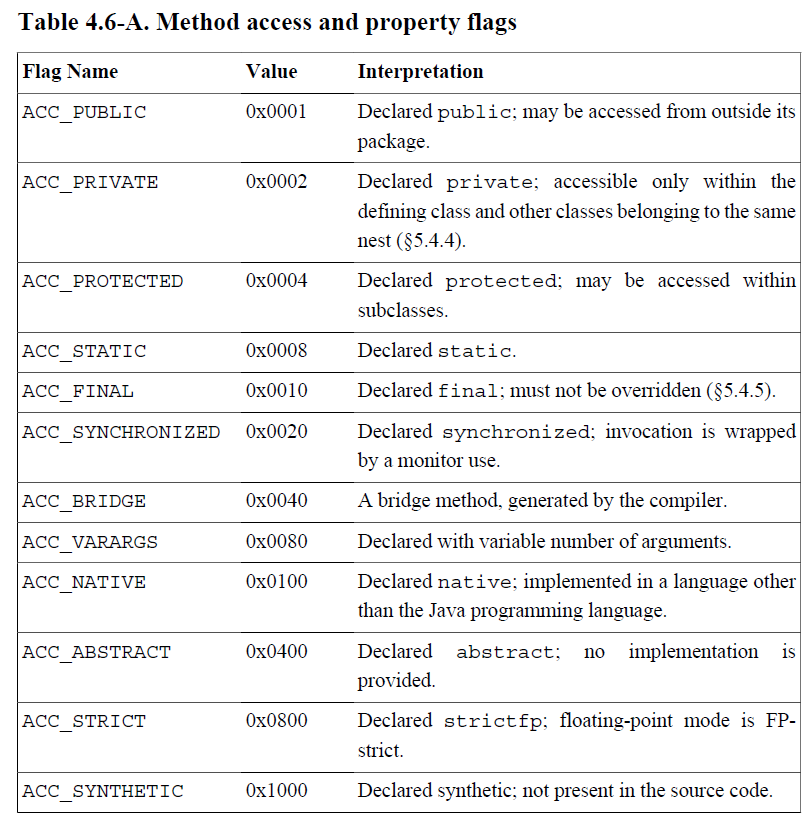 Table 4.6-A. Method access and property flags
Flag Name Value Interpretation
ACC_PUBLIC 0x0001 Declared public; may be accessed from outside its
package.
ACC_PRIVATE 0x0002 Declared private; accessible only within the
defining class and other classes belonging to the same
nest (§5.4.4).
ACC_PROTECTED 0x0004 Declared protected; may be accessed within
subclasses.
ACC_STATIC 0x0008 Declared static.
ACC_FINAL 0x0010 Declared final; must not be overridden (§5.4.5).
ACC_SYNCHRONIZED 0x0020 Declared synchronized; invocation is wrapped
by a monitor use.
ACC_BRIDGE 0x0040 A bridge method, generated by the compiler.
ACC_VARARGS 0x0080 Declared with variable number of arguments.
ACC_NATIVE 0x0100 Declared native; implemented in a language other
than the Java programming language.
ACC_ABSTRACT 0x0400 Declared abstract; no implementation is
provided.
ACC_STRICT 0x0800 Declared strictfp; floating-point mode is FP-
strict.
ACC_SYNTHETIC 0x1000 Declared synthetic; not present in the source code.